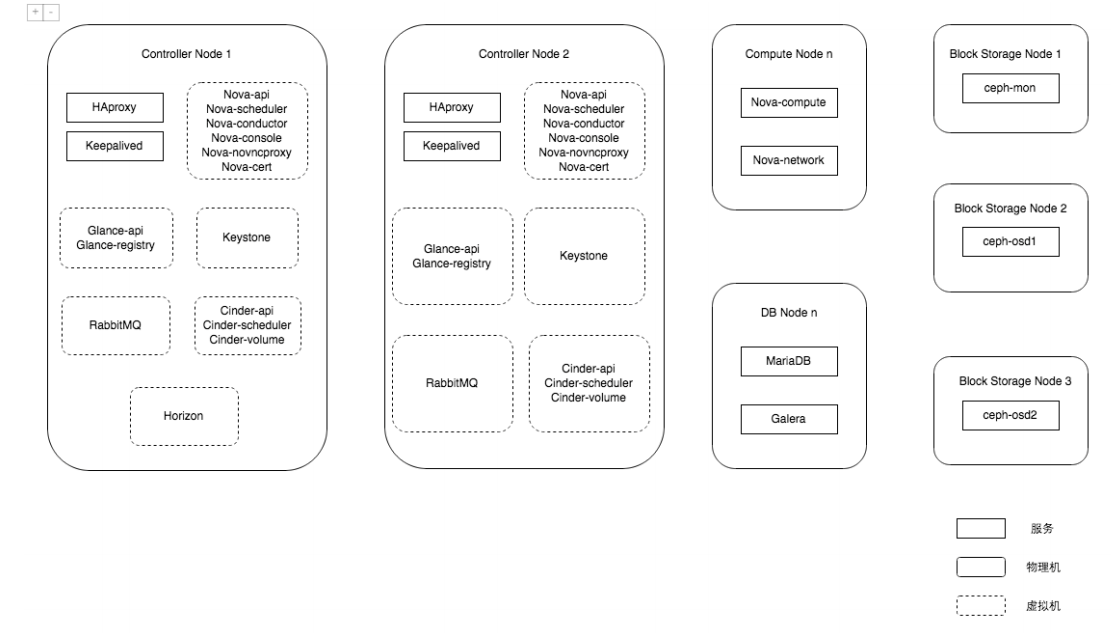 + -
Controller Node 1
HAproxy
Keepalived
Nova-api
Nova-scheduler
Nova-conductor
Nova-console
Nova-novncproxy
Nova-cert
Glance-api
Glance-registry
Keystone
RabbitMQ
Cinder-api
Cinder-scheduler
Cinder-volume
Horizon
Controller Node 2
HAproxy
Keepalived
Nova-api
Nova-scheduler
Nova-conductor
Nova-console
Nova-novncproxy
Nova-cert
Glance-api
Glance-registry
Keystone
RabbitMQ
Cinder-api
Cinder-scheduler
Cinder-volume
Compute Node n
Nova-compute
Nova-network
DB Node n
MariaDB
Galera
Block Storage Node 1
ceph-mon
Block Storage Node 2
ceph-osd1
Block Storage Node 3
ceph-osd2
服务
物理机
虚拟机